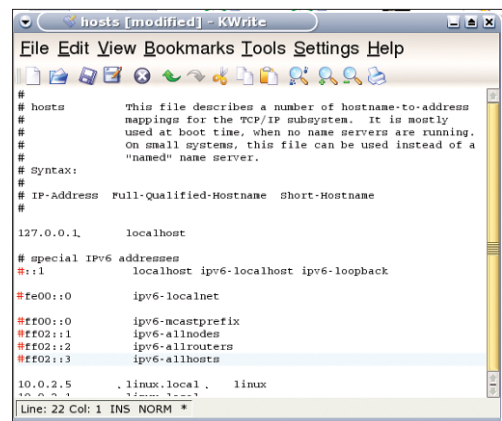 hosts [modified] - KWrite
File Edit View Bookmarks Tools Settings Help
#
# hosts This file describes a number of hostname-to-address
# mappings for the TCP/IP subsystem. It is mostly
# used at boot time, when no name servers are running.
# On small systems, this file can be used instead of a
# "named" name server.
# Syntax:
#
# IP-Address Full-Qualified-Hostname Short-Hostname
#
127.0.0.1 localhost
# special IPv6 addresses
#::1 localhost ipv6-localhost ipv6-loopback
#fe00::0 ipv6-localnet
#ff00::0 ipv6-mcastprefix
#ff02::1 ipv6-allnodes
#ff02::2 ipv6-allrouters
#ff02::3 ipv6-allhosts
10.0.2.5 linux.local linux
Line: 22 Col: 1 INS NORM *